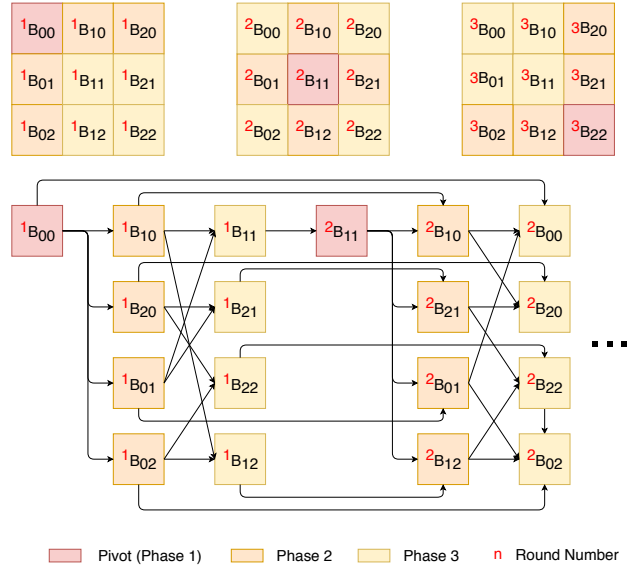 1B00 1B10 1B20 2B00 2B10 2B20 3B00 3B10 3B20
1B01 1B11 1B21 2B01 2B11 2B21 3B01 3B11 3B21
1B02 1B12 1B22 2B02 2B12 2B22 3B02 3B12 3B22
1B00 1B10 1B11 2B11 2B10 2B00
1B20 1B21 2B21 2B20
...
1B01 1B22 2B01 2B22
1B02 1B12 2B12 2B02
Pivot (Phase 1) Phase 2 Phase 3 n Round Number